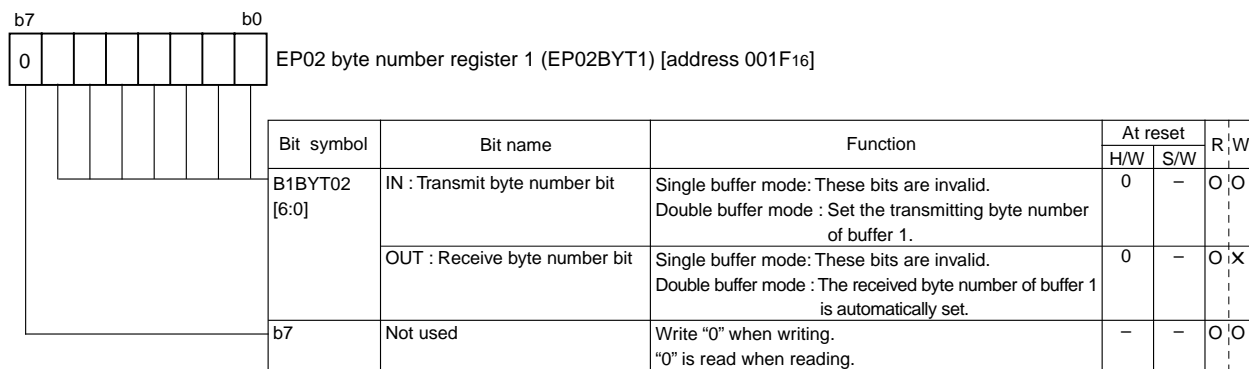 b7 b0
0 EP02 byte number register 1 (EP02BYT1) [address 001F16]
Bit symbol Bit name Function At reset R W
H/W S/W
B1BYT02 IN : Transmit byte number bit Single buffer mode: These bits are invalid. 0 – O O
[6:0] Double buffer mode : Set the transmitting byte number
of buffer 1.
OUT : Receive byte number bit Single buffer mode: These bits are invalid. 0 – O ×
Double buffer mode : The received byte number of buffer 1
is automatically set.
b7 Not used Write “0” when writing. – – O O
“0” is read when reading.